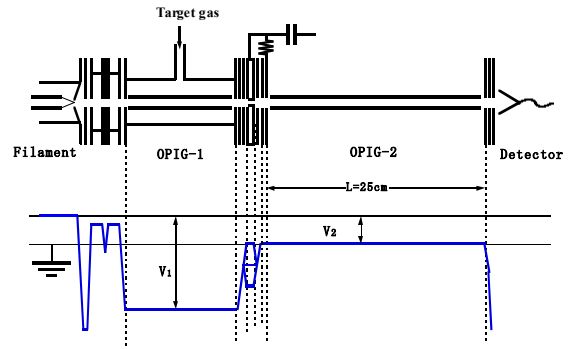 Target gas
Filament
OPIG-1
OPIG-2
Detector
L=25cm
V1
V2